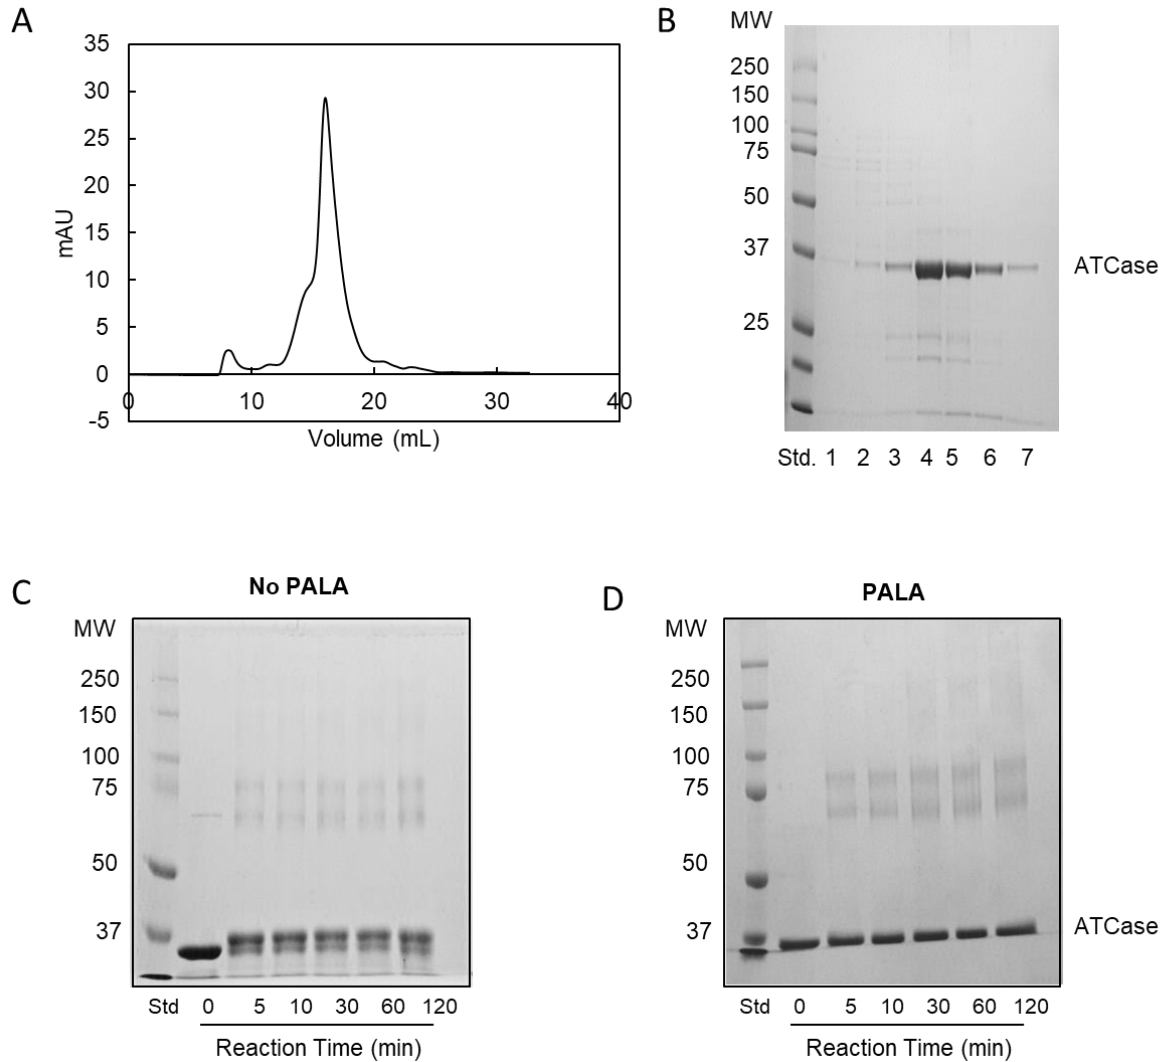 A
35
30
25
20
15
10
5
0
-5
mAU
0 10 20 30 40
Volume (mL)
B
MW
250
150
100
75
50
37
25
ATCase
Std. 1 2 3 4 5 6 7
C
No PALA
MW
250
150
100
75
50
37
Std 0 5 10 30 60 120
Reaction Time (min)
D
PALA
MW
250
150
100
75
50
37
ATCase
Std 0 5 10 30 60 120
Reaction Time (min)